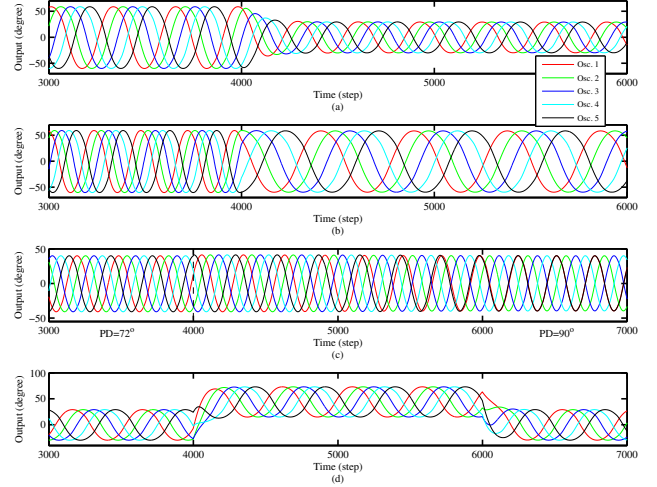 50
0
−50
Output (degree)
3000 4000 5000 6000
Time (step)
(a)
Osc. 1
Osc. 2
Osc. 3
Osc. 4
Osc. 5
50
0
−50
Output (degree)
3000 4000 5000 6000
Time (step)
(b)
50
0
−50
Output (degree)
3000 4000 5000 6000 7000
PD=72o PD=90o
Time (step)
(c)
100
50
0
Output (degree)
3000 4000 5000 6000 7000
Time (step)
(d)